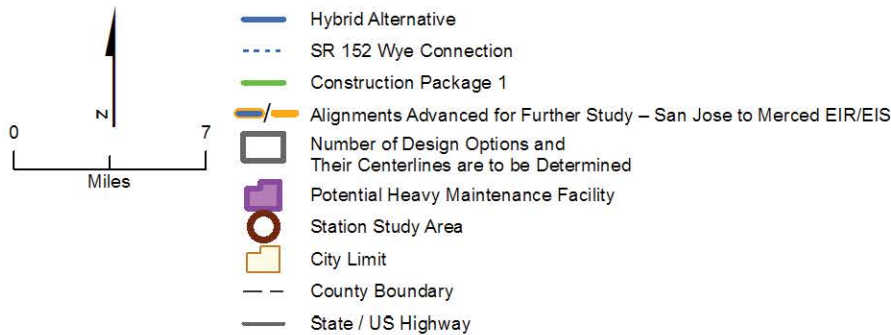 N
0 7
Miles
Hybrid Alternative
SR 152 Wye Connection
Construction Package 1
Alignments Advanced for Further Study – San Jose to Merced EIR/EIS
Number of Design Options and
Their Centerlines are to be Determined
Potential Heavy Maintenance Facility
Station Study Area
City Limit
County Boundary
State / US Highway